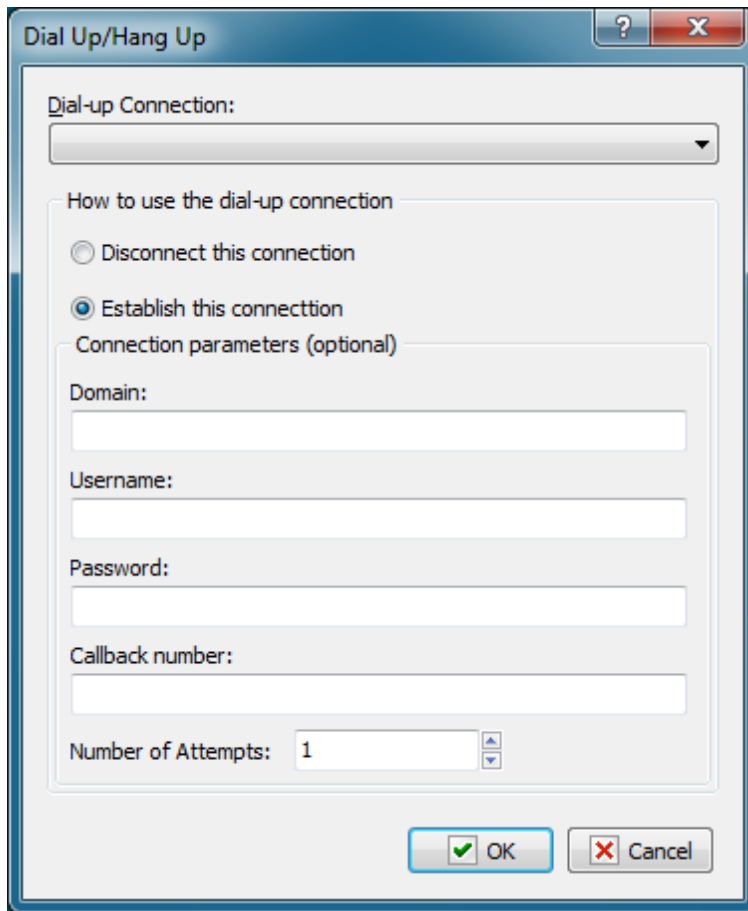 Dial Up/Hang Up
?
Dial-up Connection:
How to use the dial-up connection
Disconnect this connection
Establish this connecttion
Connection parameters (optional)
Domain:
Username:
Password:
Callback number:
Number of Attempts: 1
OK Cancel